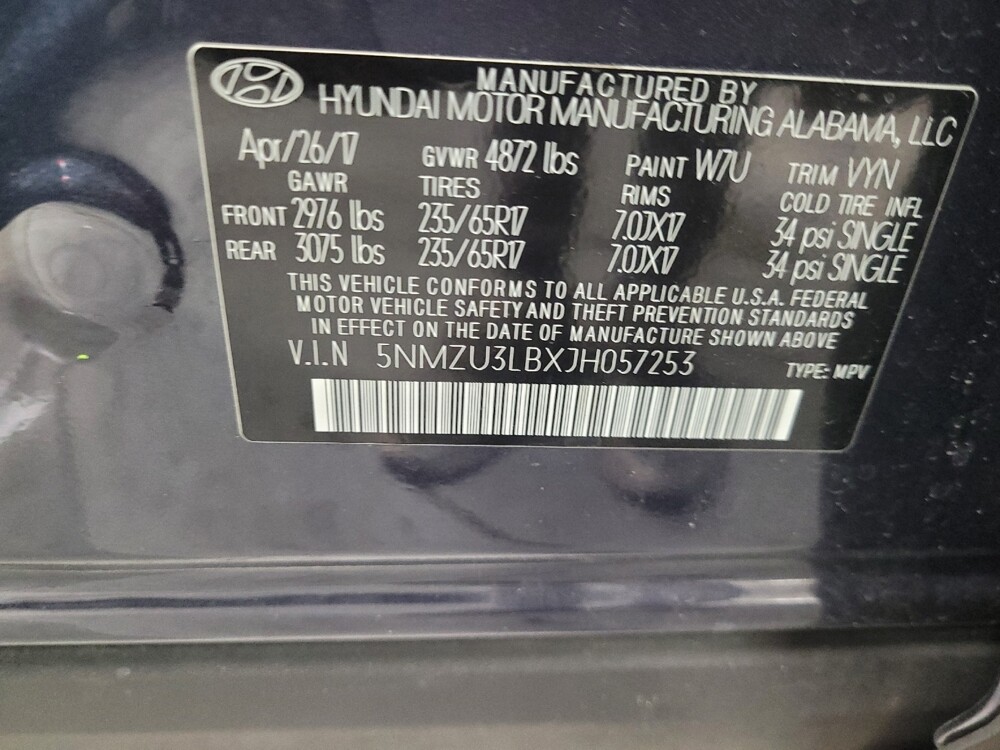 MANUFACTURED BY
HYUNDAI MOTOR MANUFACTURING ALABAMA, LLC
Apr/26/17 GVWR 4872 lbs PAINT W7U TRIM VYN
GAWR TIRES RIMS COLD TIRE INFL
FRONT 2976 lbs 235/65R17 7.0JX17 34 psi SINGLE
REAR 3075 lbs 235/65R17 7.0JX17 34 psi SINGLE
THIS VEHICLE CONFORMS TO ALL APPLICABLE U.S.A. FEDERAL
MOTOR VEHICLE SAFETY AND THEFT PREVENTION STANDARDS
IN EFFECT ON THE DATE OF MANUFACTURE SHOWN ABOVE
V.I.N 5NMZU3LBXJH057253 TYPE: MPV